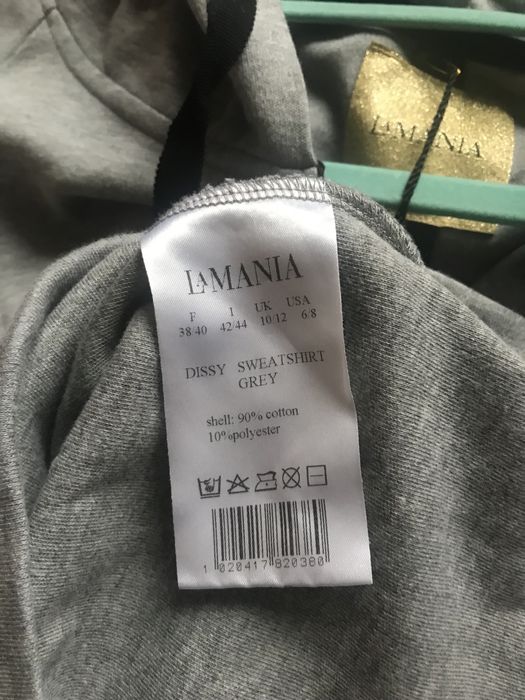 LAMANIA
LAMANIA
F I UK USA
38/40 42/44 10/12 6/8
DISSY SWEATSHIRT
GREY
shell: 90% cotton
10%polyester
1 020417 820380